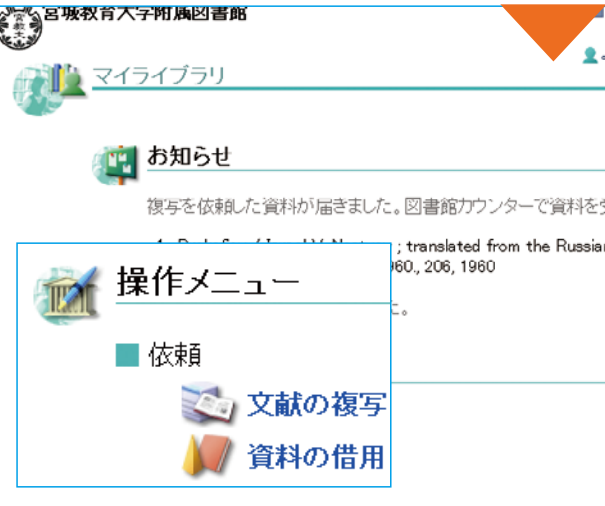 宮城教育大学附属図書館
マイライブラリ
お知らせ
複写を依頼した資料が届きました。図書館カウンターで資料を
; translated from the Russian
960., 206, 1960
た。
操作メニュー
依頼
文献の複写
資料の借用